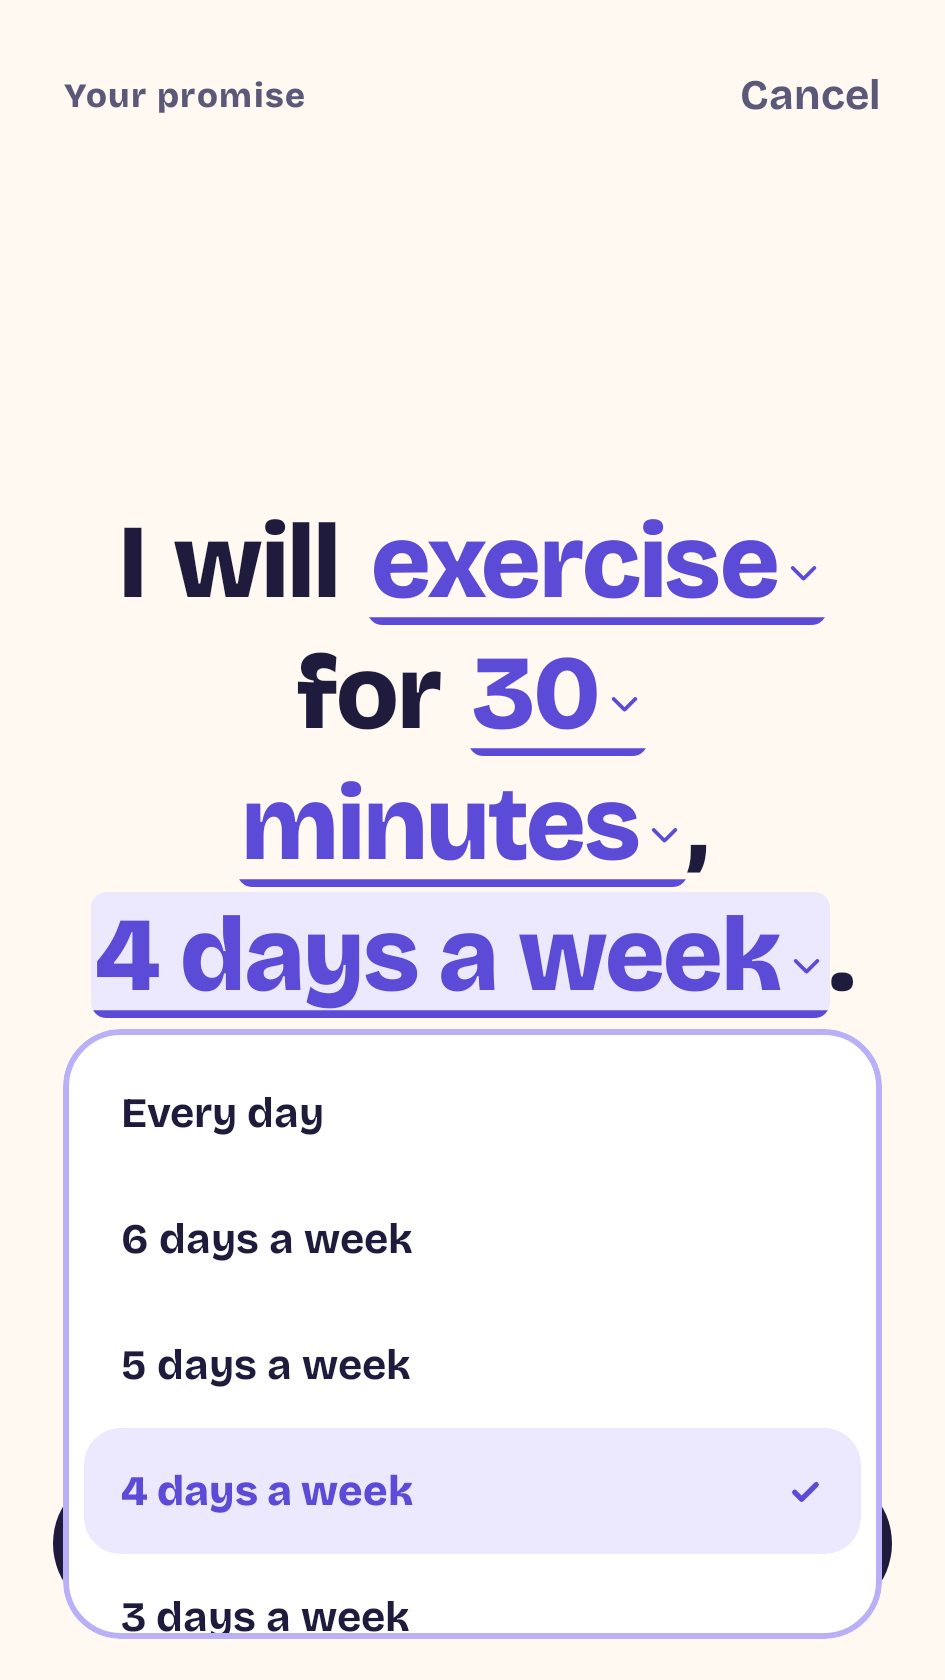 Your promise
Cancel
I will exercise
for 30
minutes,
4 days a week.
Every day
6 days a week
5 days a week
4 days a week
3 days a week